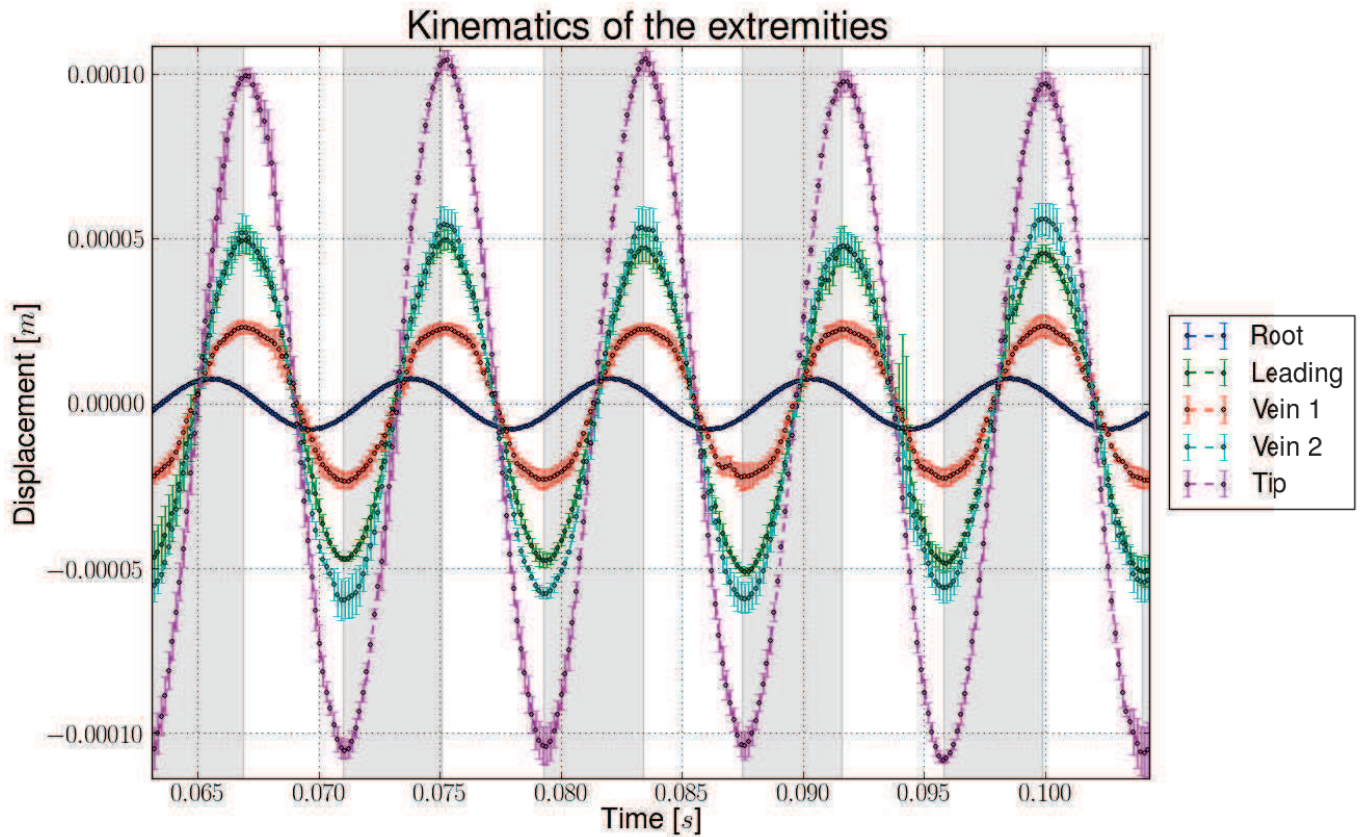 Kinematics of the extremities
Displacement [m]
0.00010
0.00005
0.00000
−0.00005
−0.00010
0.065 0.070 0.075 0.080 0.085 0.090 0.095 0.100
Time [s]
Root
Leading
Vein 1
Vein 2
Tip